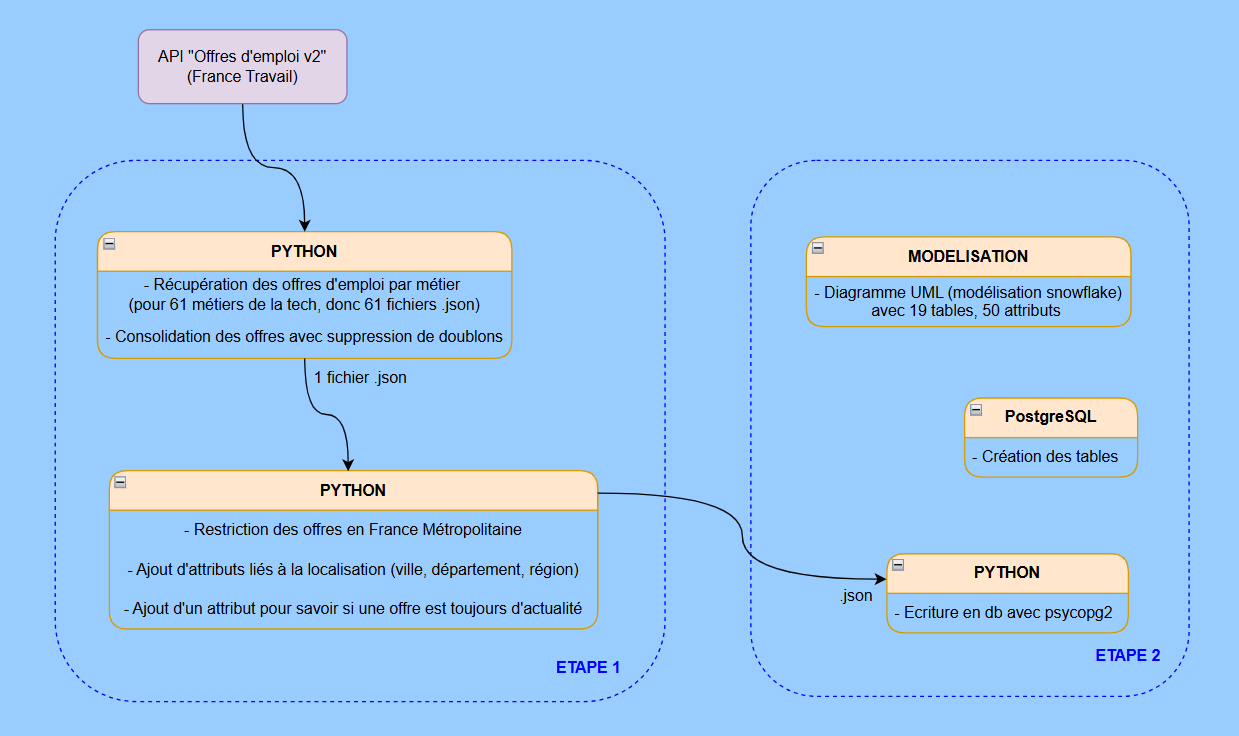 API "Offres d'emploi v2"
(France Travail)
PYTHON
- Récupération des offres d'emploi par métier
(pour 61 métiers de la tech, donc 61 fichiers .json)
- Consolidation des offres avec suppression de doublons
1 fichier .json
PYTHON
- Restriction des offres en France Métropolitaine
- Ajout d'attributs liés à la localisation (ville, département, région)
- Ajout d'un attribut pour savoir si une offre est toujours d'actualité
ETAPE 1
MODELISATION
- Diagramme UML (modélisation snowflake)
avec 19 tables, 50 attributs
PostgreSQL
- Création des tables
.json
PYTHON
- Ecriture en db avec psycopg2
ETAPE 2